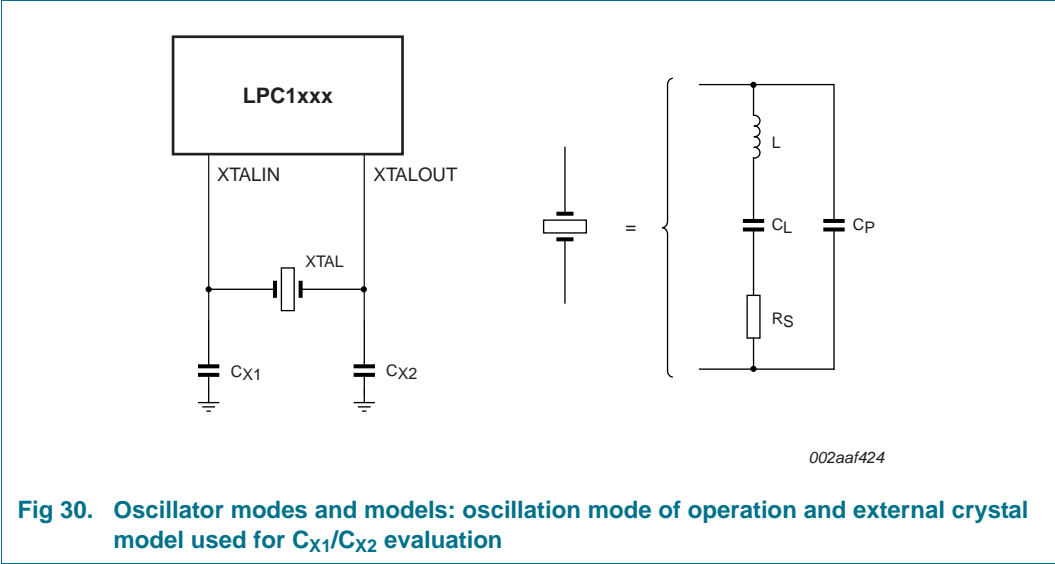 LPC1xxx
XTALIN
XTALOUT
XTAL
CX1
CX2
=
L
CL
CP
RS
002aaf424
Fig 30. Oscillator modes and models: oscillation mode of operation and external crystal
model used for CX1/CX2 evaluation